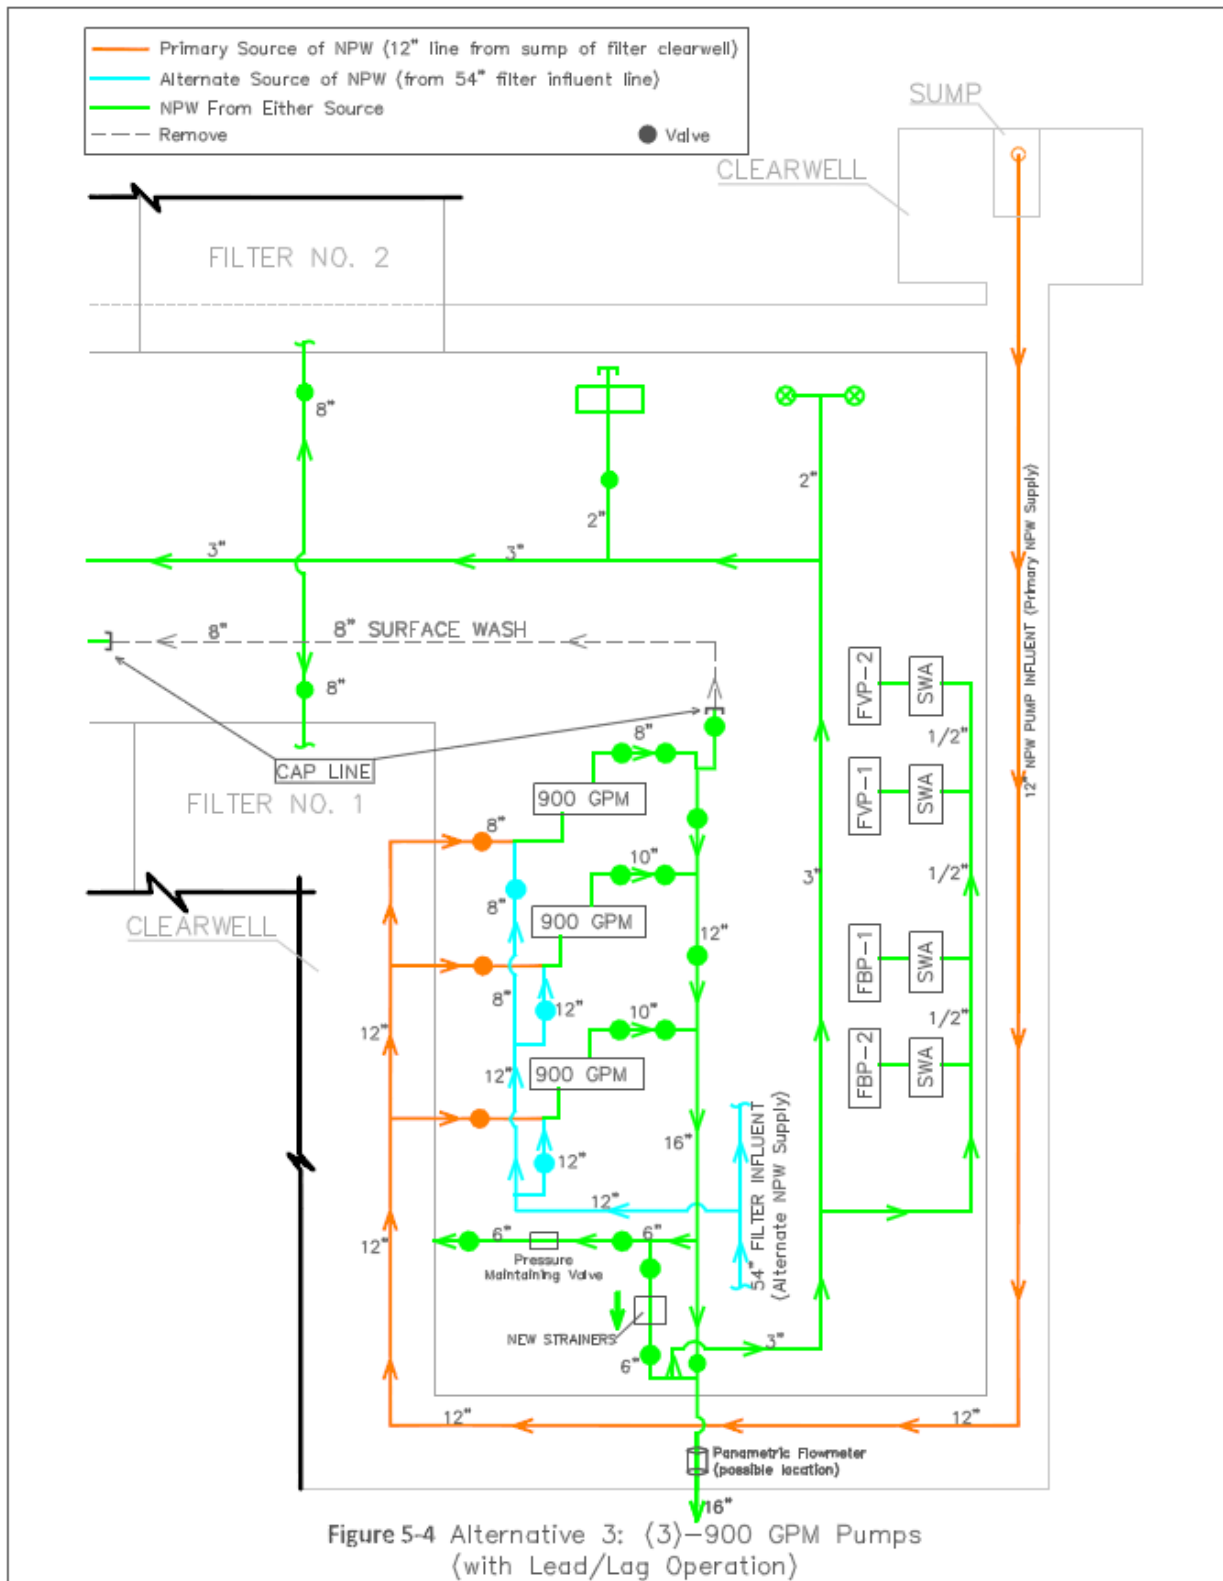 Primary Source of NPW (12" line from sump of filter clearwell)
Alternate Source of NPW (from 54" filter influent line)
NPW From Either Source
Remove
Valve
SUMP
CLEARWELL
FILTER NO. 2
8"
2"
2"
3"
3"
12" NPW PUMP INFLUENT (Primary NPW Supply)
8"
8" SURFACE WASH
8"
FVP-2
SWA
1/2"
8"
CAP LINE
FILTER NO. 1
900 GPM
FVP-1
SWA
8"
10"
3"
1/2"
8"
900 GPM
CLEARWELL
12"
FBP-1
SWA
8"
12"
10"
1/2"
12"
12"
900 GPM
FBP-2
SWA
16"
54" FILTER INFLUENT
(Alternate NPW Supply)
12"
12"
12"
6"
6"
Pressure
Maintaining Valve
NEW STRAINERS
3"
6"
12"
12"
Panametric Flowmeter
(possible location)
16"
Figure 5-4 Alternative 3: (3)-900 GPM Pumps
(with Lead/Lag Operation)